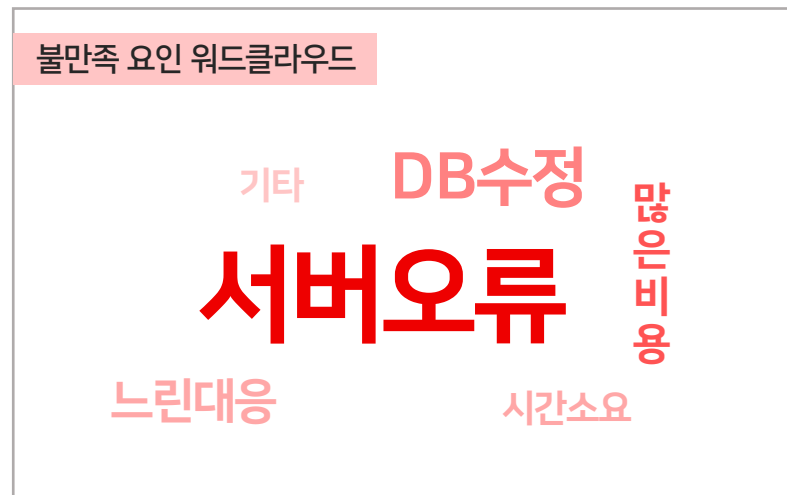 불만족 요인 워드클라우드
기타
DB수정
많은비용
서버오류
느린대응
시간소요